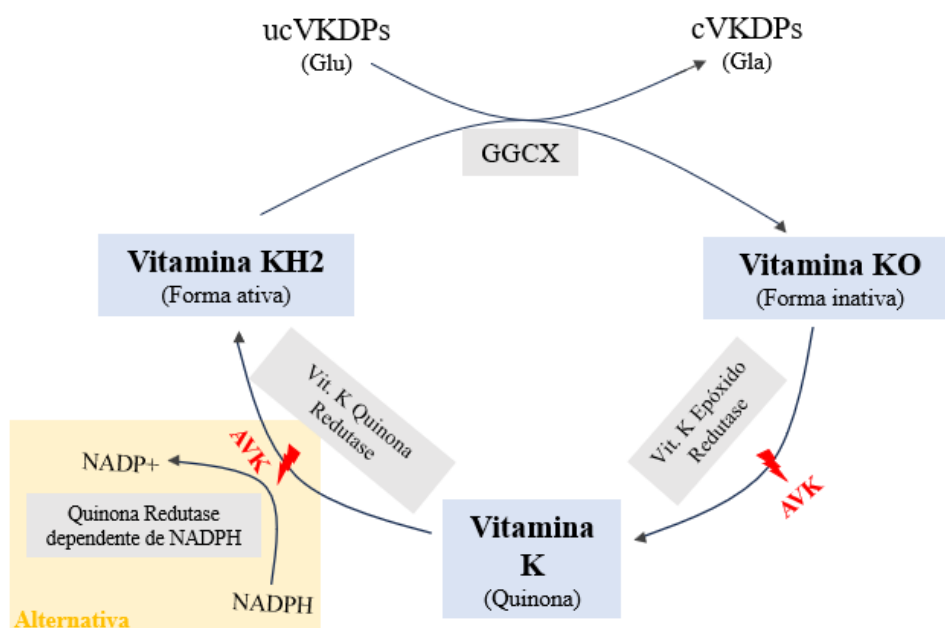 ucVKDPs
(Glu)
cVKDPs
(Gla)
GGCX
Vitamina KH2
(Forma ativa)
Vitamina KO
(Forma inativa)
Vit. K Quinona
Redutase
Vit. K Epóxido
Redutase
AVK
AVK
NADP+
Quinona Redutase
dependente de NADPH
NADPH
Alternativa
Vitamina
K
(Quinona)